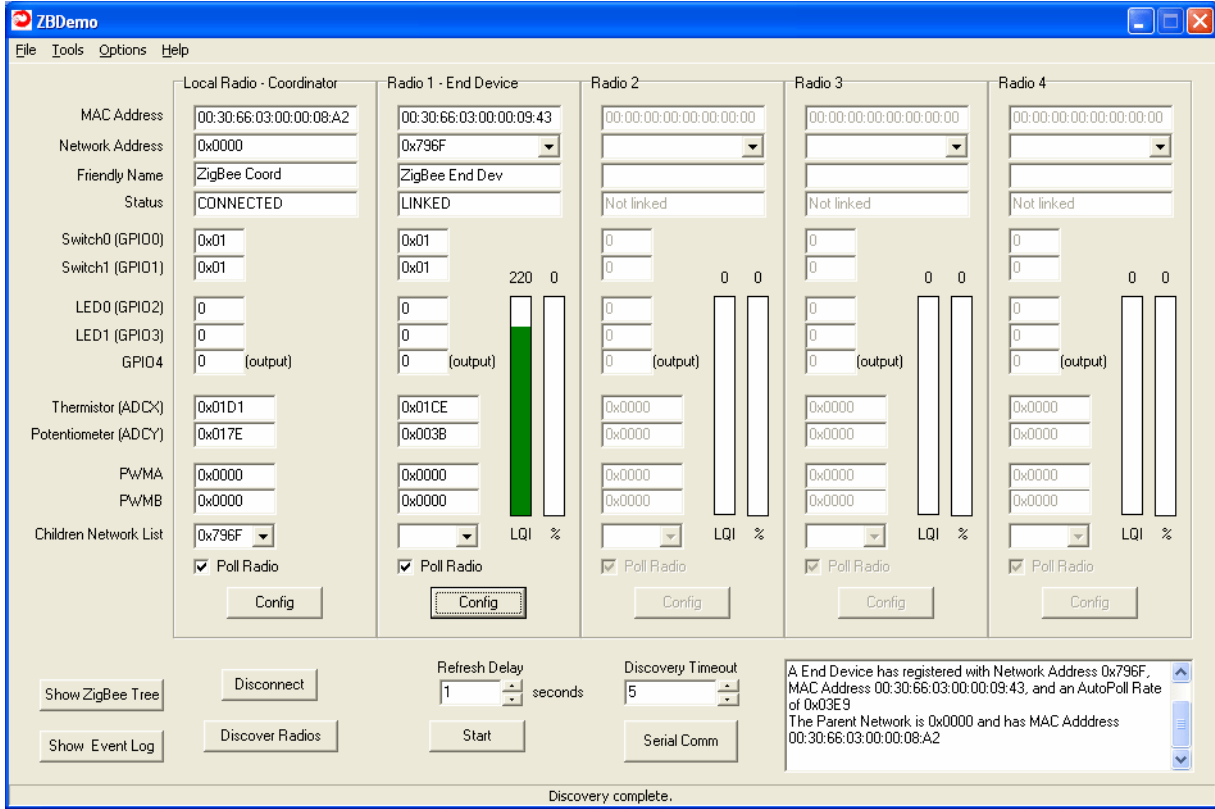 ZBDemo
File Tools Options Help
Local Radio - Coordinator Radio 1 - End Device Radio 2 Radio 3 Radio 4
MAC Address 00:30:66:03:00:00:08:A2 00:30:66:03:00:00:09:43 00:00:00:00:00:00:00:00 00:00:00:00:00:00:00:00 00:00:00:00:00:00:00:00
Network Address 0x0000 0x796F
Friendly Name ZigBee Coord ZigBee End Dev
Status CONNECTED LINKED Not linked Not linked Not linked
Switch0 (GPIO0) 0x01 0x01 0 0 0
Switch1 (GPIO1) 0x01 0x01 220 0 0 0 0 0 0 0 0 0
LED0 (GPIO2) 0 0 0 0 0
LED1 (GPIO3) 0 0 0 0 0
GPIO4 0 (output) 0 (output) 0 (output) 0 (output) 0 (output)
Thermistor (ADCX) 0x01D1 0x01CE 0x0000 0x0000 0x0000
Potentiometer (ADCY) 0x017E 0x003B 0x0000 0x0000 0x0000
PWMA 0x0000 0x0000 0x0000 0x0000 0x0000
PWMB 0x0000 0x0000 0x0000 0x0000 0x0000
Children Network List 0x796F LQI % LQI % LQI % LQI %
Poll Radio Poll Radio Poll Radio Poll Radio Poll Radio
Config Config Config Config Config
Refresh Delay Discovery Timeout
Show ZigBee Tree Disconnect 1 seconds 5
Show Event Log Discover Radios Start Serial Comm
A End Device has registered with Network Address 0x796F,
MAC Address 00:30:66:03:00:00:09:43, and an AutoPoll Rate
of 0x03E9
The Parent Network is 0x0000 and has MAC Adddress
00:30:66:03:00:00:08:A2
Discovery complete.